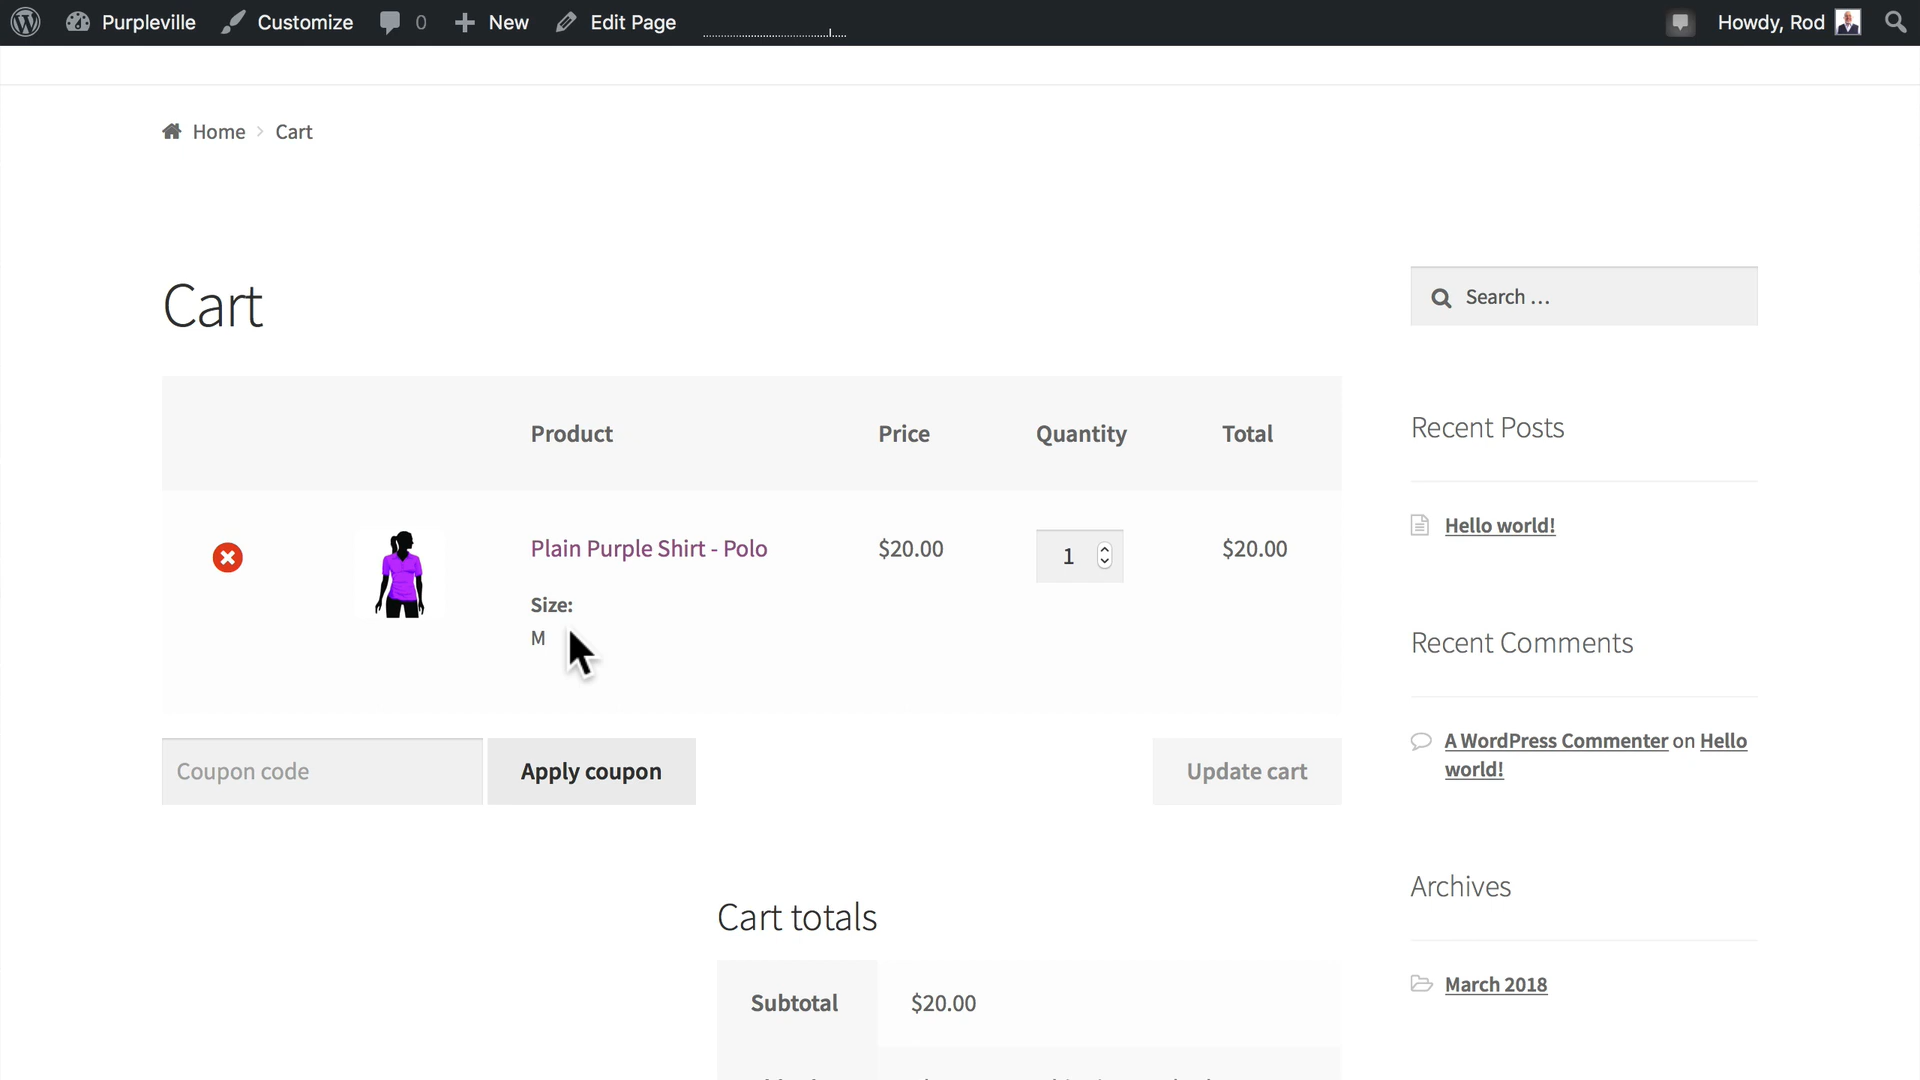 Purpleville Customize 0 New Edit Page Howdy, Rod
Home Cart
Cart
Search ...
Product Price Quantity Total
Plain Purple Shirt - Polo $20.00 1 $20.00
Size:
M
Coupon code Apply coupon Update cart
Cart totals
Subtotal $20.00
Recent Posts
Hello world!
Recent Comments
A WordPress Commenter on Hello
world!
Archives
March 2018